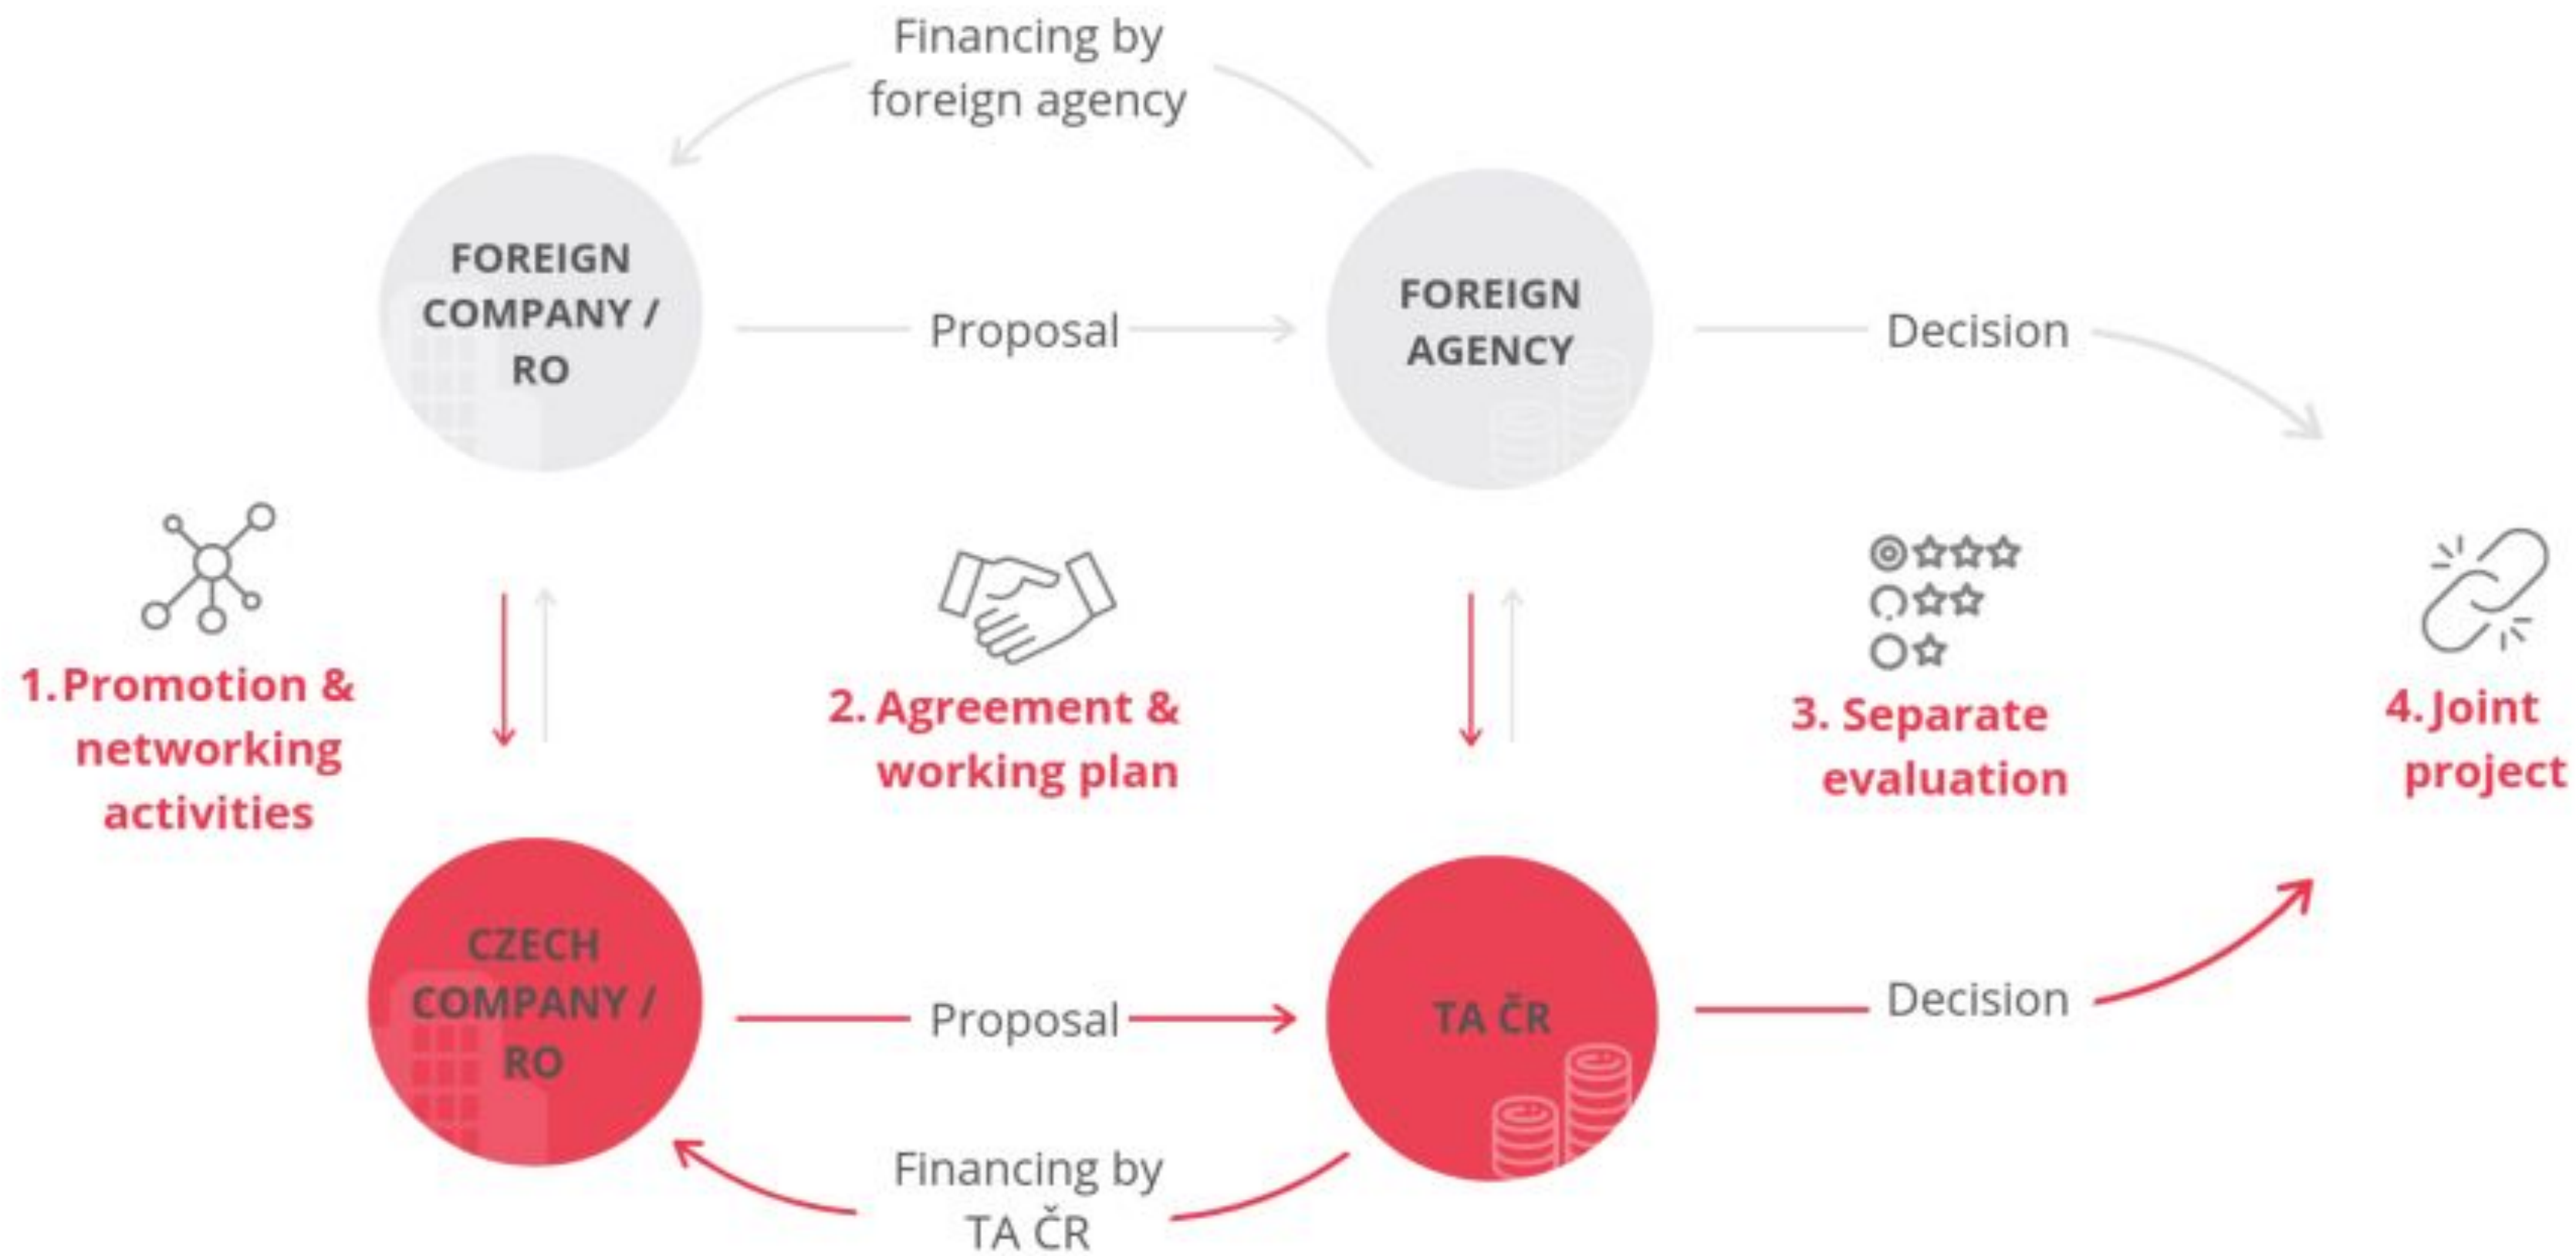 Financing by
foreign agency
FOREIGN
COMPANY /
RO
Proposal
FOREIGN
AGENCY
Decision
1. Promotion &
networking
activities
2. Agreement &
working plan
3. Separate
evaluation
4. Joint
project
CZECH
COMPANY /
RO
Proposal
TA ČR
Decision
Financing by
TA ČR